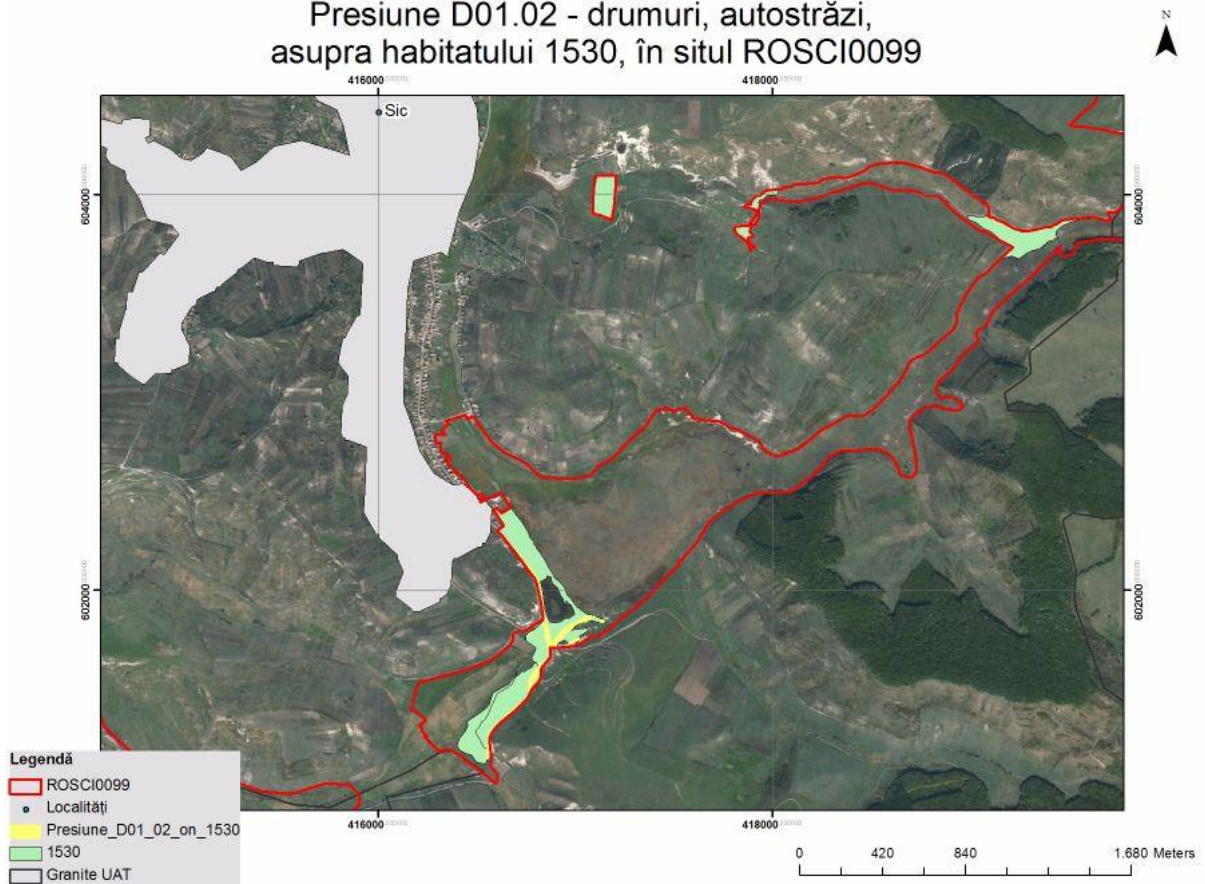 Presiune D01.02 - drumuri, autostrăzi,
asupra habitatului 1530, în situl ROSCI0099
N
416000
418000
Sic
604000
604000
602000
602000
416000
418000
Legendă
ROSCI0099
Localități
Presiune_D01_02_on_1530
1530
Granite UAT
0 420 840 1.680 Meters